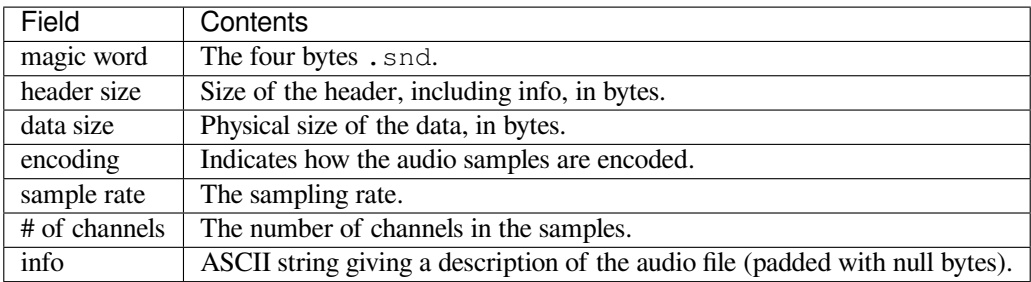 Field Contents
magic word The four bytes .snd.
header size Size of the header, including info, in bytes.
data size Physical size of the data, in bytes.
encoding Indicates how the audio samples are encoded.
sample rate The sampling rate.
# of channels The number of channels in the samples.
info ASCII string giving a description of the audio file (padded with null bytes).